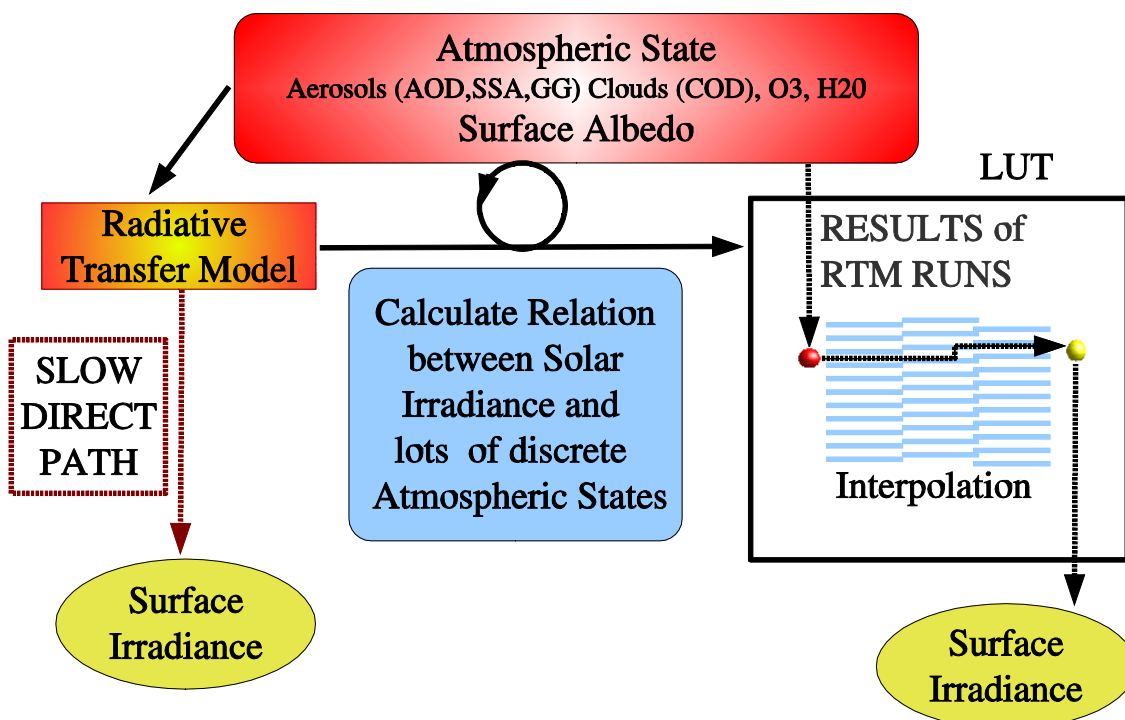 Atmospheric State
Aerosols (AOD,SSA,GG) Clouds (COD), O3, H20
Surface Albedo
LUT
Radiative
Transfer Model
RESULTS of
RTM RUNS
Calculate Relation
between Solar
Irradiance and
lots of discrete
Atmospheric States
SLOW
DIRECT
PATH
Interpolation
Surface
Irradiance
Surface
Irradiance